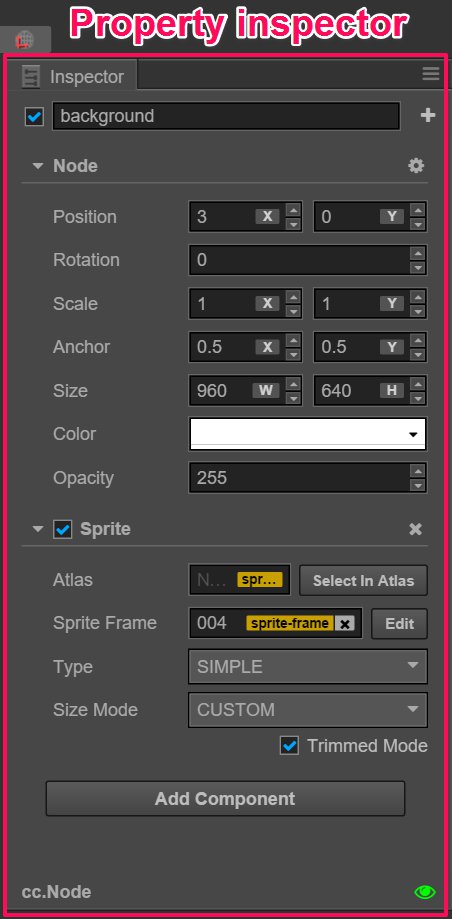 Property inspector
Inspector
background
Node
Position 3 X 0 Y
Rotation 0
Scale 1 X 1 Y
Anchor 0.5 X 0.5 Y
Size 960 W 640 H
Color
Opacity 255
Sprite
Atlas N... spr... Select In Atlas
Sprite Frame 004 sprite-frame Edit
Type SIMPLE
Size Mode CUSTOM
Trimmed Mode
Add Component
cc.Node